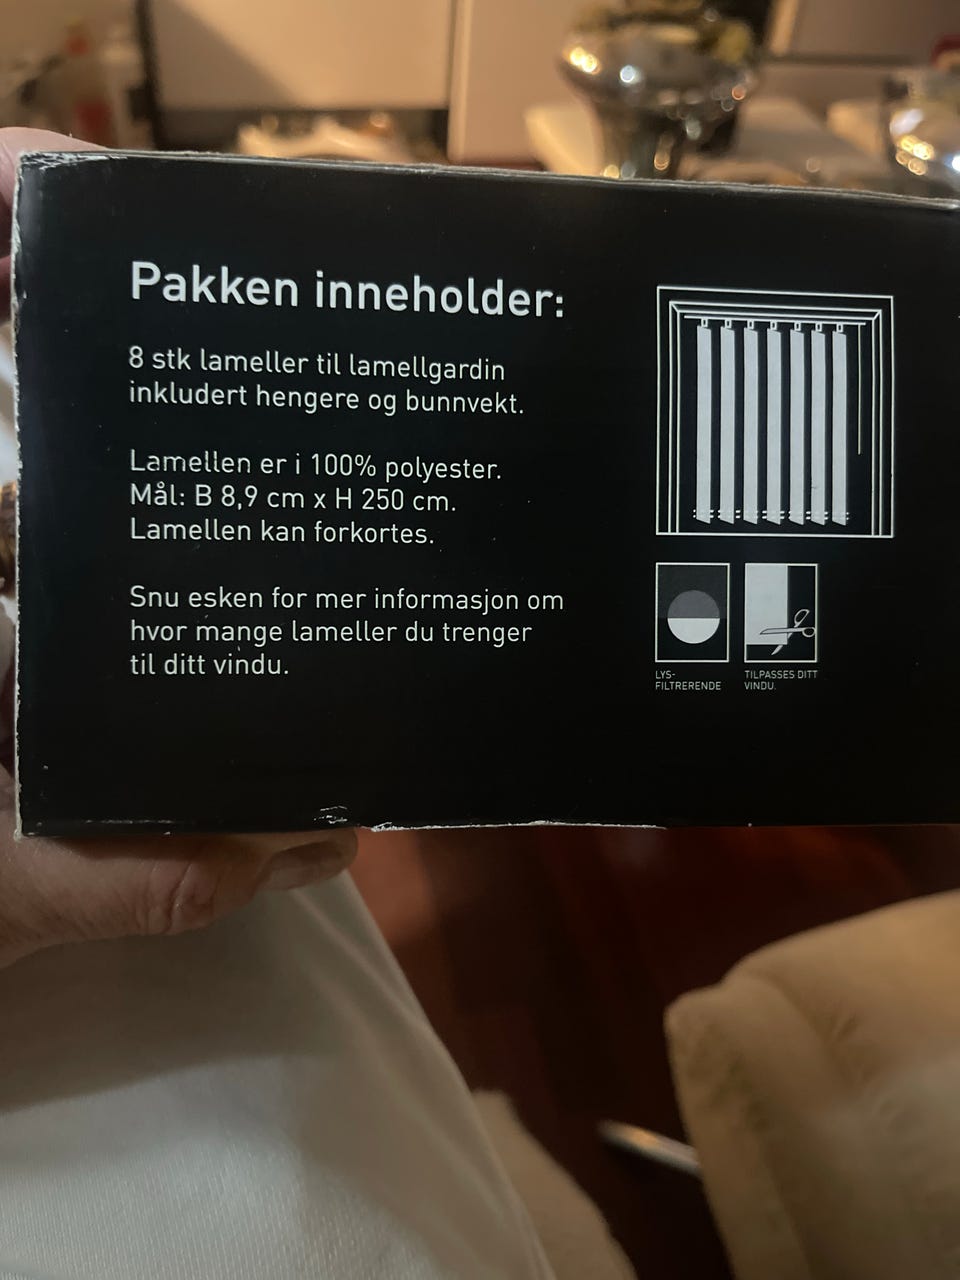 Pakken inneholder:
8 stk lameller til lamellgardin
inkludert hengere og bunnvekt.
Lamellen er i 100% polyester.
Mål: B 8,9 cm x H 250 cm.
Lamellen kan forkortes.
Snu esken for mer informasjon om
hvor mange lameller du trenger
til ditt vindu.
LYS-
FILTRERENDE
TILPASSES DITT
VINDU.